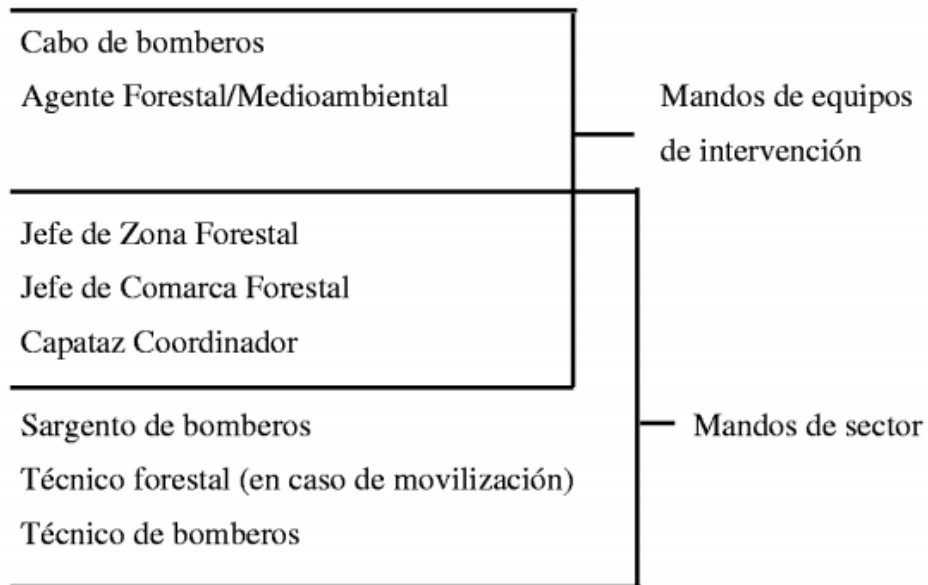 Cabo de bomberos
Agente Forestal/Medioambiental
Mandos de equipos
de intervención
Jefe de Zona Forestal
Jefe de Comarca Forestal
Capataz Coordinador
Sargento de bomberos
Mandos de sector
Técnico forestal (en caso de movilización)
Técnico de bomberos